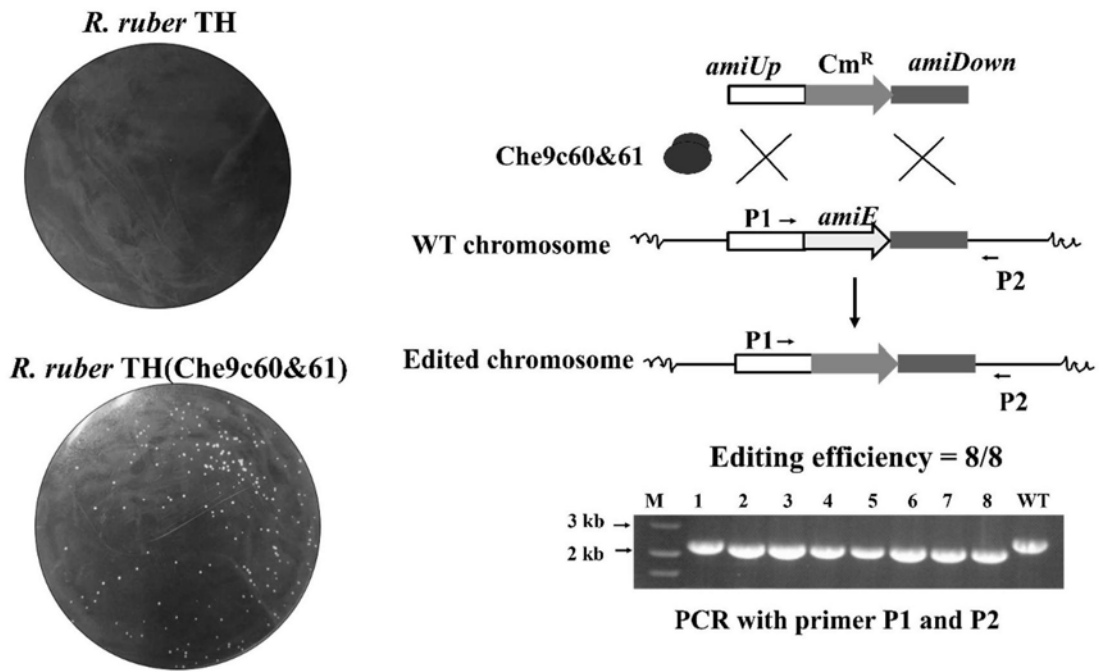 R. ruber TH
R. ruber TH(Che9c60&61)
amiUp CmR amiDown
Che9c60&61
P1 amiE
WT chromosome
P2
P1
Edited chromosome
P2
Editing efficiency = 8/8
M 1 2 3 4 5 6 7 8 WT
3 kb
2 kb
PCR with primer P1 and P2